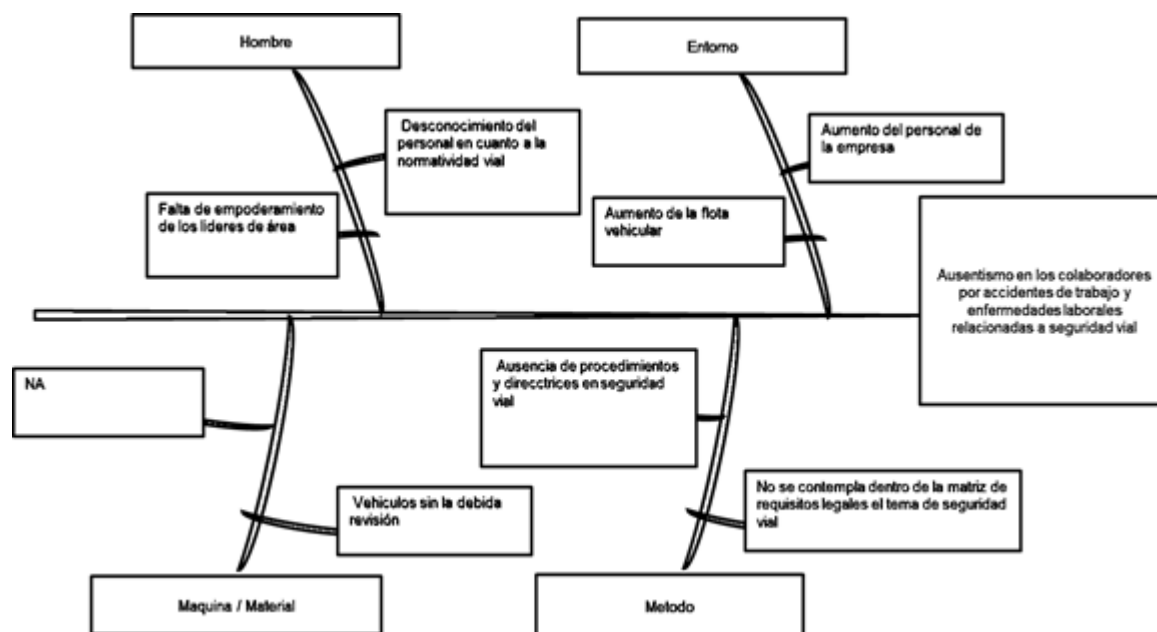 Hombre
Entorno
Desconocimiento del
personal en cuanto a la
normatividad vial
Aumento del personal de
la empresa
Falta de empoderamiento
de los lideres de área
Aumento de la flota
vehicular
Ausentismo en los colaboradores
por accidentes de trabajo y
enfermedades laborales
relacionadas a seguridad vial
NA
Ausencia de procedimientos
y direcctrices en seguridad
vial
Vehiculos sin la debida
revisión
No se contempla dentro de la matriz de
requisitos legales el tema de seguridad
vial
Maquina / Material
Metodo